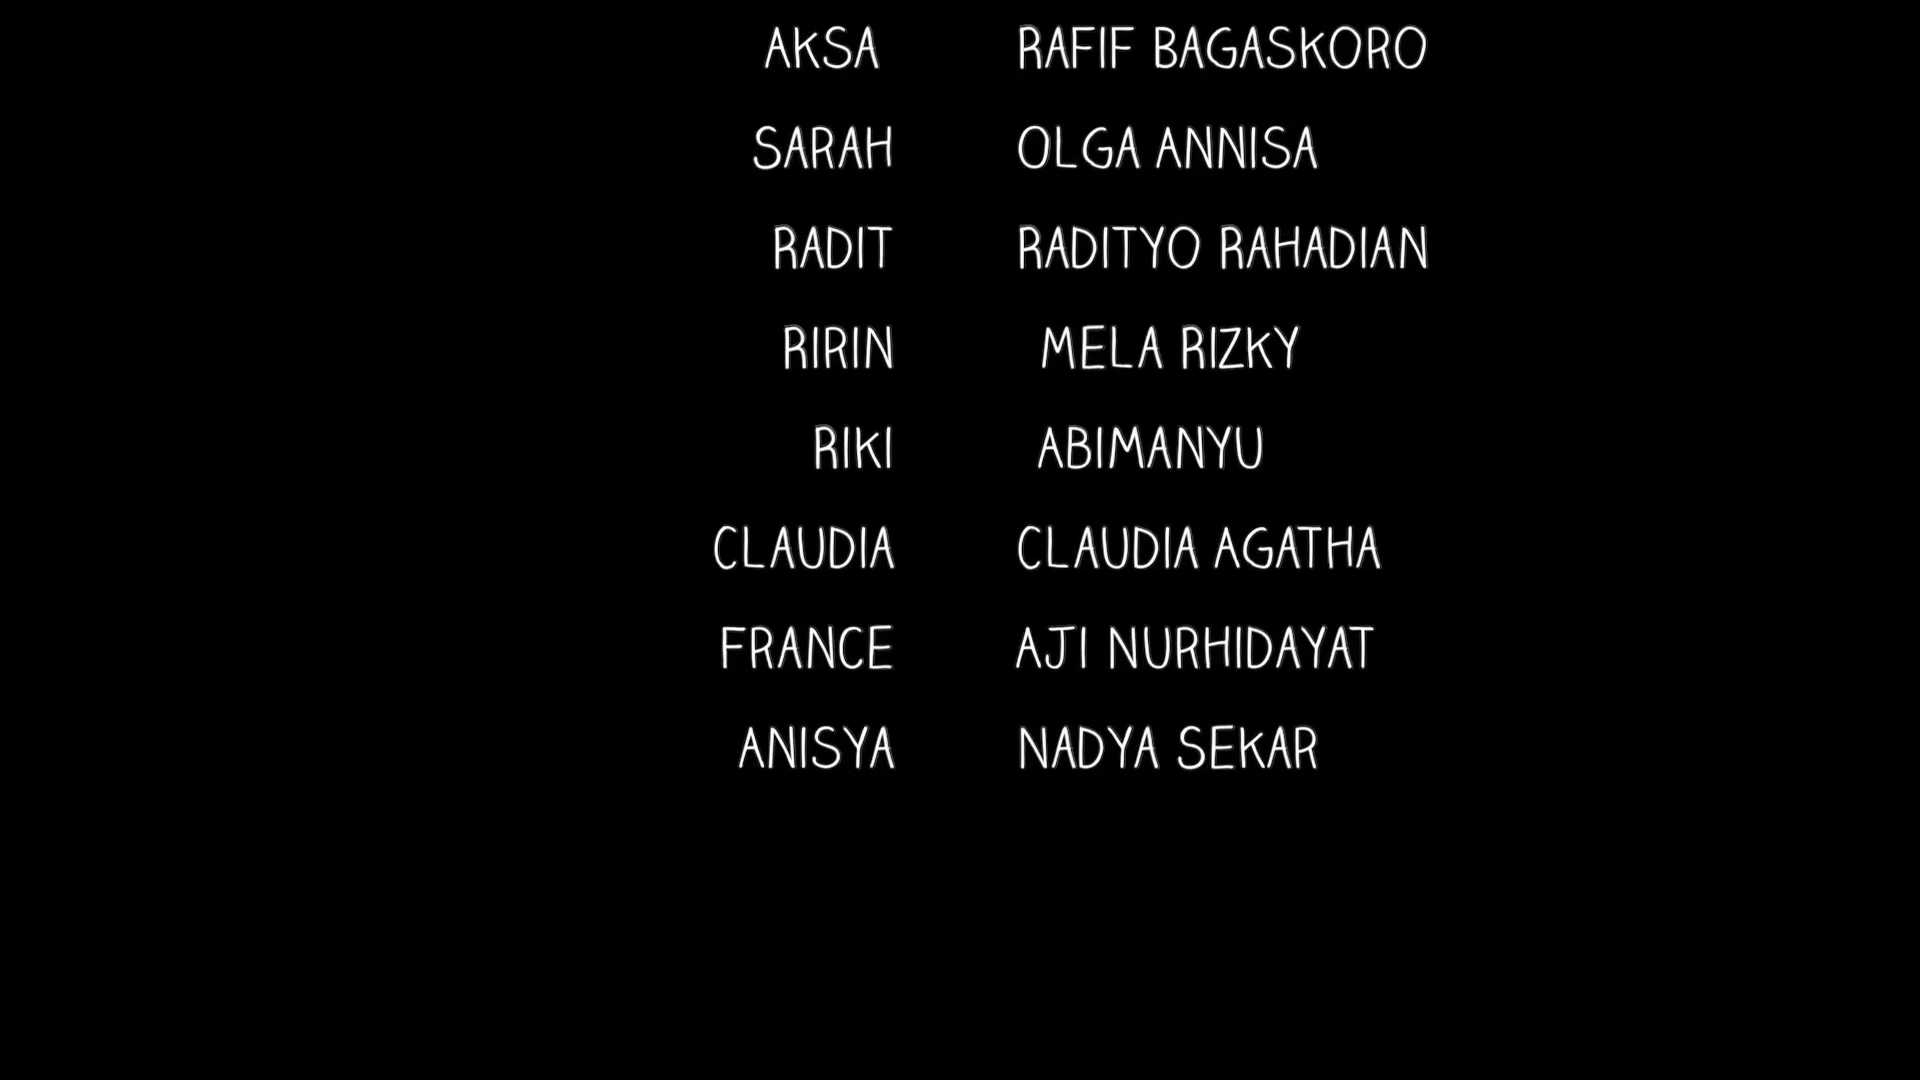 AKSA RAFIF BAGASKORO
SARAH OLGA ANNISA
RADIT RADITYO RAHADIAN
RIRIN MELA RIZKY
RIKI ABIMANYU
CLAUDIA CLAUDIA AGATHA
FRANCE AJI NURHIDAYAT
ANISYA NADYA SEKAR